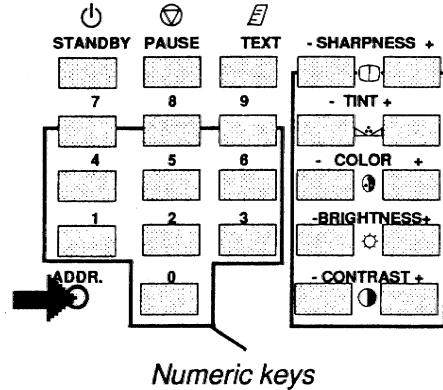 STANDBY PAUSE TEXT - SHARPNESS +
7 8 9 - TINT +
4 5 6 - COLOR +
1 2 3 -BRIGHTNESS+
ADDR. 0 - CONTRAST +
Numeric keys